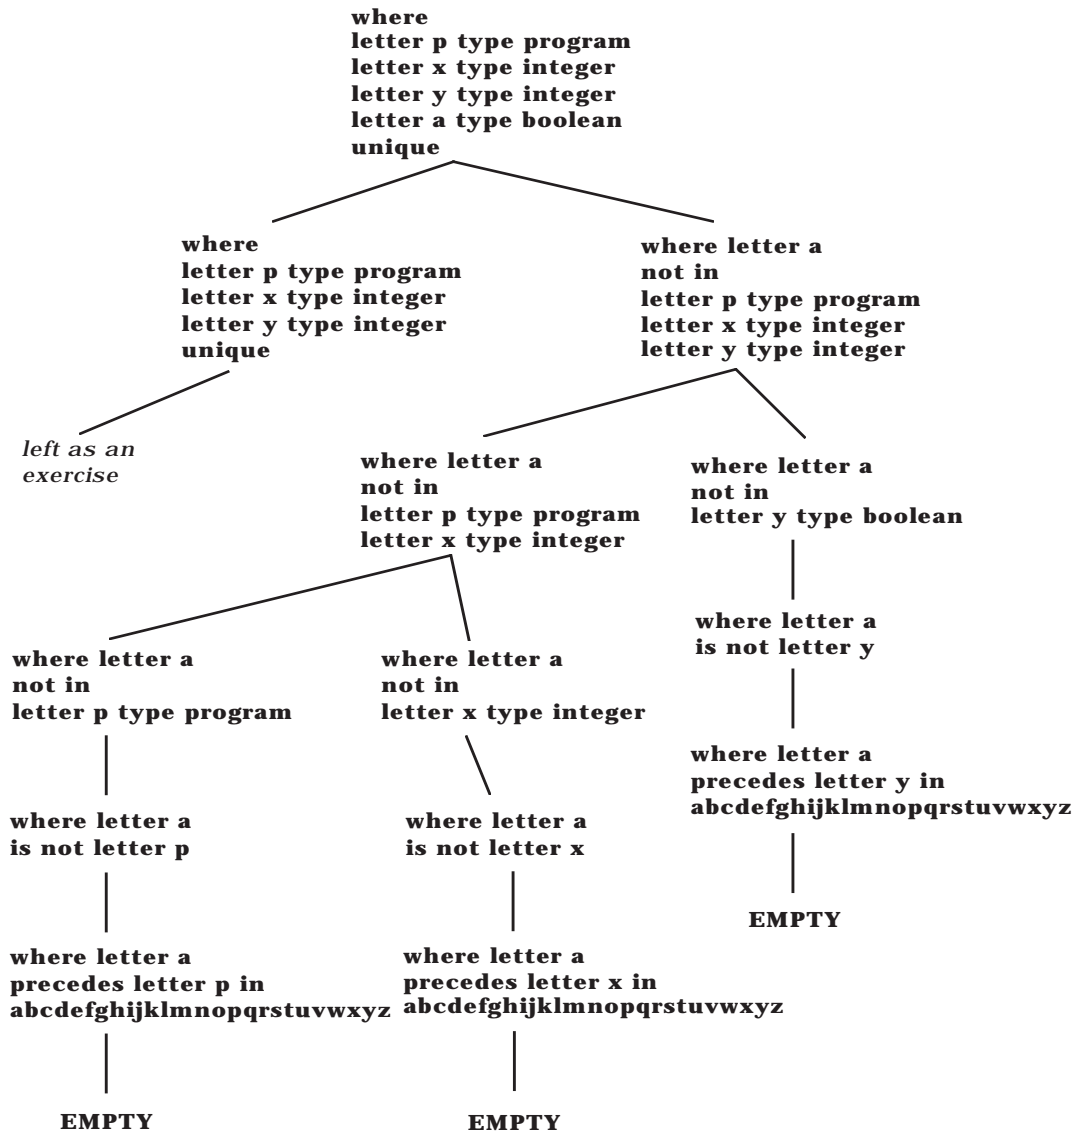 where
letter p type program
letter x type integer
letter y type integer
letter a type boolean
unique
where
letter p type program
letter x type integer
letter y type integer
unique
where letter a
not in
letter p type program
letter x type integer
letter y type integer
left as an
exercise
where letter a
not in
letter p type program
letter x type integer
where letter a
not in
letter y type boolean
where letter a
is not letter y
where letter a
precedes letter y in
abcdefghijklmnopqrstuvwxyz
EMPTY
where letter a
not in
letter p type program
where letter a
is not letter p
where letter a
precedes letter p in
abcdefghijklmnopqrstuvwxyz
EMPTY
where letter a
not in
letter x type integer
where letter a
is not letter x
where letter a
precedes letter x in
abcdefghijklmnopqrstuvwxyz
EMPTY